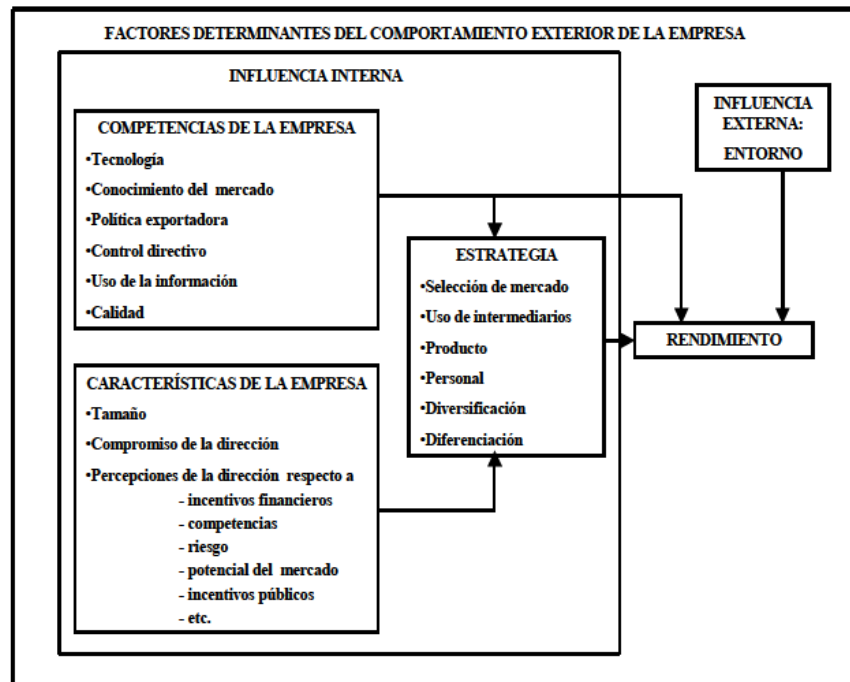 FACTORES DETERMINANTES DEL COMPORTAMIENTO EXTERIOR DE LA EMPRESA
INFLUENCIA INTERNA
COMPETENCIAS DE LA EMPRESA
•Tecnología
•Conocimiento del mercado
•Política exportadora
•Control directivo
•Uso de la información
•Calidad
CARACTERÍSTICAS DE LA EMPRESA
•Tamaño
•Compromiso de la dirección
•Percepciones de la dirección respecto a
- incentivos financieros
- competencias
- riesgo
- potencial del mercado
- incentivos públicos
- etc.
ESTRATEGIA
•Selección de mercado
•Uso de intermediarios
•Producto
•Personal
•Diversificación
•Diferenciación
INFLUENCIA
EXTERNA:
ENTORNO
RENDIMIENTO